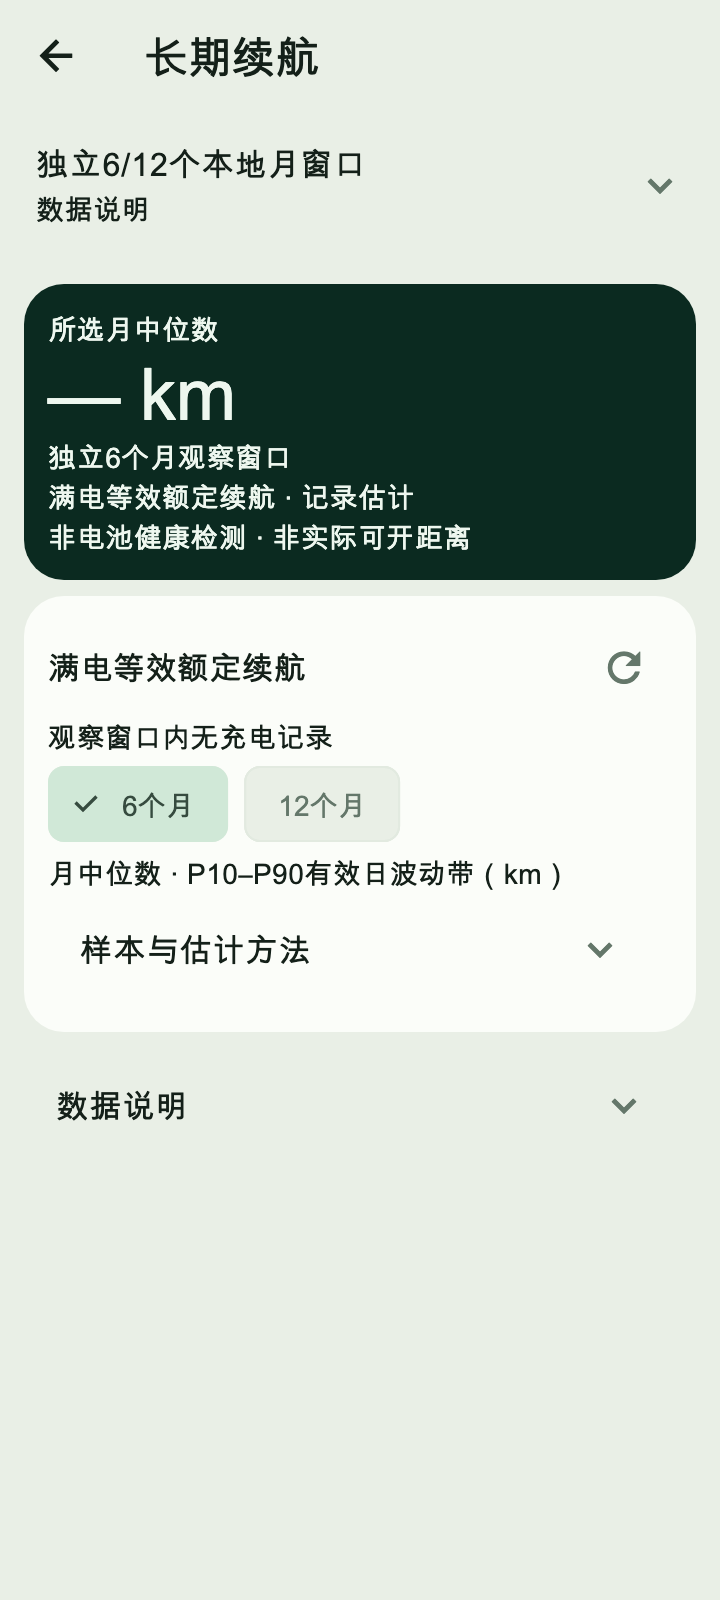 长期续航
独立6/12个本地月窗口
数据说明
所选月中位数
— km
独立6个月观察窗口
满电等效额定续航 · 记录估计
非电池健康检测 · 非实际可开距离
满电等效额定续航
观察窗口内无充电记录
6个月
12个月
月中位数 · P10–P90有效日波动带（km）
样本与估计方法
数据说明